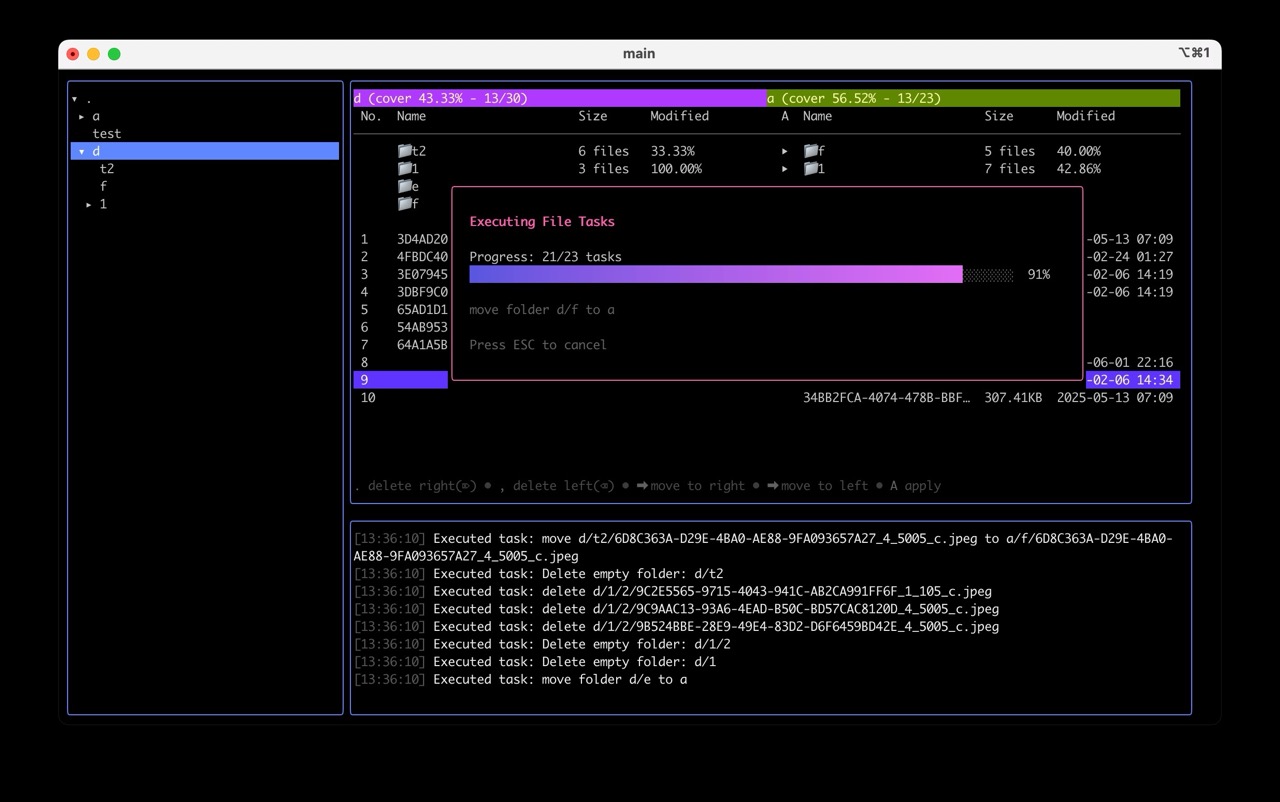 main
⌥⌘1
▾ .
▸ a
test
▾ d
t2
f
▸ 1
d (cover 43.33% - 13/30) a (cover 56.52% - 13/23)
No. Name Size Modified A Name Size Modified
t2 6 files 33.33% ▸ f 5 files 40.00%
1 3 files 100.00% ▸ 1 7 files 42.86%
e
f
Executing File Tasks
1 3D4AD20 -05-13 07:09
2 4FBDC40 Progress: 21/23 tasks -02-24 01:27
3 3E07945 91% -02-06 14:19
4 3DBF9C0 -02-06 14:19
5 65AD1D1 move folder d/f to a
6 54AB953
7 64A1A5B Press ESC to cancel
8 -06-01 22:16
9 -02-06 14:34
10 34BB2FCA-4074-478B-BBF… 307.41KB 2025-05-13 07:09
. delete right(⌦) • , delete left(⌫) • ➡move to right • ➡move to left • A apply
[13:36:10] Executed task: move d/t2/6D8C363A-D29E-4BA0-AE88-9FA093657A27_4_5005_c.jpeg to a/f/6D8C363A-D29E-4BA0-
AE88-9FA093657A27_4_5005_c.jpeg
[13:36:10] Executed task: Delete empty folder: d/t2
[13:36:10] Executed task: delete d/1/2/9C2E5565-9715-4043-941C-AB2CA991FF6F_1_105_c.jpeg
[13:36:10] Executed task: delete d/1/2/9C9AAC13-93A6-4EAD-B50C-BD57CAC8120D_4_5005_c.jpeg
[13:36:10] Executed task: delete d/1/2/9B524BBE-28E9-49E4-83D2-D6F6459BD42E_4_5005_c.jpeg
[13:36:10] Executed task: Delete empty folder: d/1/2
[13:36:10] Executed task: Delete empty folder: d/1
[13:36:10] Executed task: move folder d/e to a